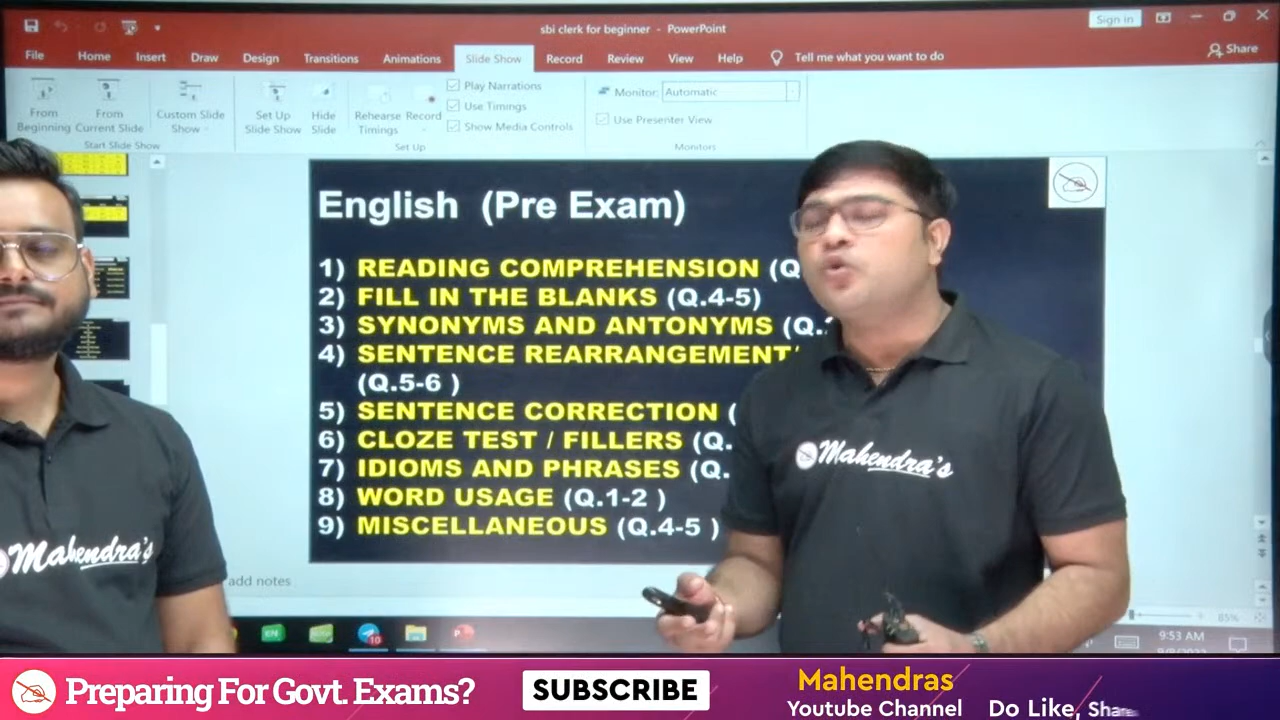 sbi clerk for beginner - PowerPoint
Sign in
File Home Insert Draw Design Transitions Animations Slide Show Record Review View Help Tell me what you want to do
Share
From Beginning
From Current Slide
Custom Slide Show
Set Up Slide Show
Hide Slide
Rehearse Timings
Record
Play Narrations
Use Timings
Show Media Controls
Monitor: Automatic
Use Presenter View
Start Slide Show
Set Up
Monitors
English (Pre Exam)
1) READING COMPREHENSION (Q
2) FILL IN THE BLANKS (Q.4-5)
3) SYNONYMS AND ANTONYMS (Q.
4) SENTENCE REARRANGEMENT
(Q.5-6 )
5) SENTENCE CORRECTION (
6) CLOZE TEST / FILLERS (Q.
7) IDIOMS AND PHRASES (Q.
8) WORD USAGE (Q.1-2 )
9) MISCELLANEOUS (Q.4-5 )
Mahendra's
Mahendra's
add notes
10
85%
9:53 AM
Preparing For Govt. Exams?
SUBSCRIBE
Mahendras
Youtube Channel
Do Like, Share